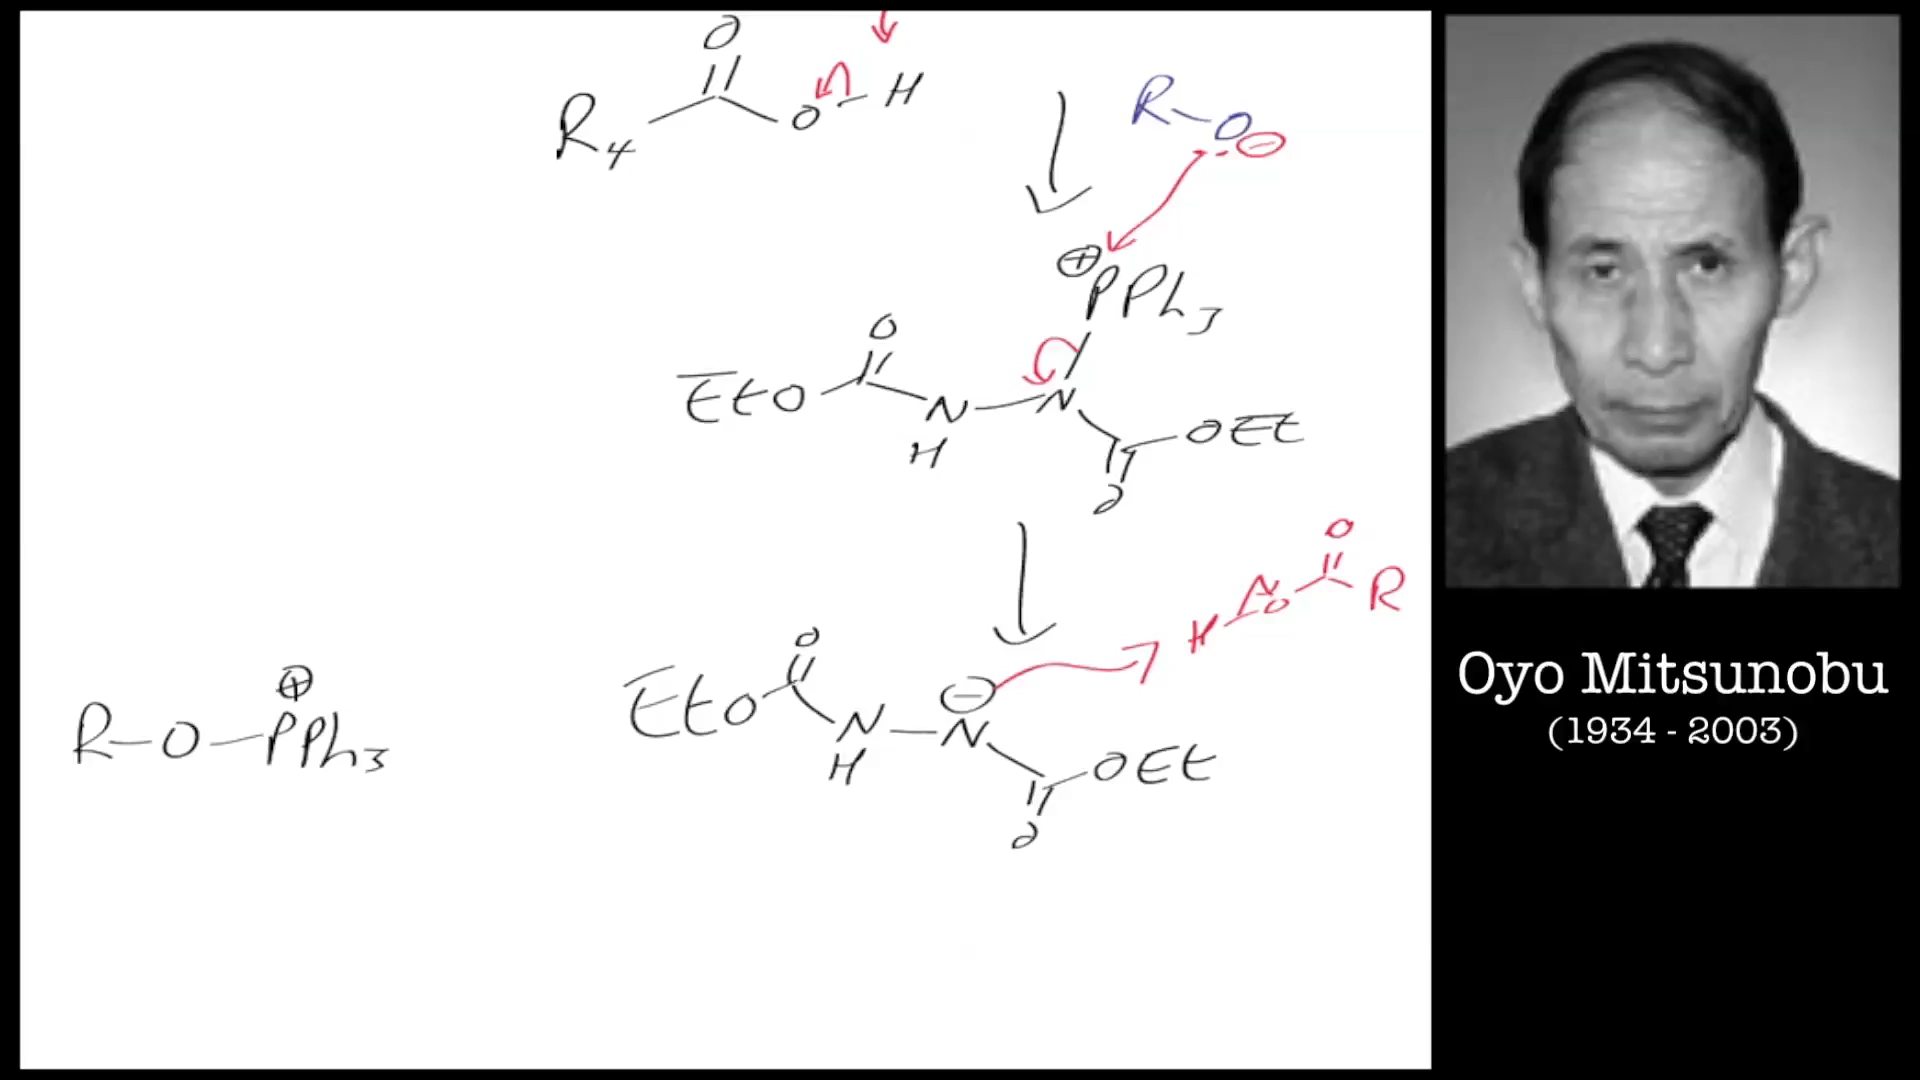 O
R4 O H
R-O ⊖
⊕
PPh3
O
EtO N N
H OEt
O
O
H O R
O
EtO ⊖
N N
H OEt
O
⊕
R-O-PPh3
Oyo Mitsunobu
(1934 - 2003)